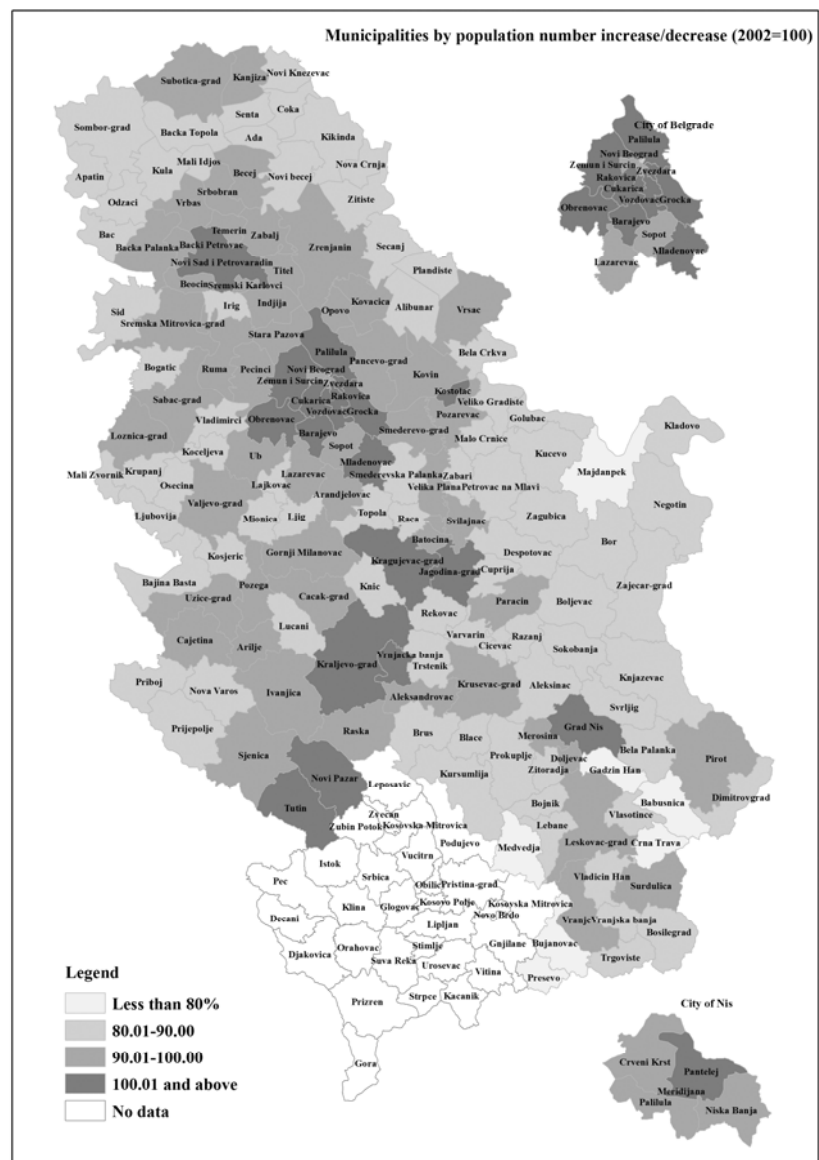 Municipalities by population number increase/decrease (2002=100)
Subotica-grad
Kanjiza
Novi Knezevac
Sombor-grad
Backa Topola
Senta
Coka
Ada
Kikinda
Mali Idjos
Apatin
Kula
Becej
Novi becej
Nova Crnja
Odzaci
Srbobran
Vrbas
Zitiste
Bac
Temerin
Zabalj
Backa Palanka
Backi Petrovac
Zrenjanin
Secanj
Novi Sad i Petrovaradin
Titel
Plandiste
Beocin
Sremski Karlovci
Sid
Irig
Indjija
Opovo
Kovacica
Alibunar
Vrsac
Sremska Mitrovica-grad
Stara Pazova
Palilula
Pancevo-grad
Bela Crkva
Bogatic
Ruma
Pecinci
Novi Beograd
Zemun i Surcin
Zvezdara
Kovin
Kostolac
Sabac-grad
Cukarica
Rakovica
Veliko Gradiste
Vladimirci
Obrenovac
Vozdovac
Grocka
Pozarevac
Golubac
Kladovo
Loznica-grad
Barajevo
Smederevo-grad
Malo Crnice
Koceljeva
Ub
Sopot
Kucevo
Mali Zvornik
Krupanj
Mladenovac
Majdanpek
Osecina
Lajkovac
Lazarevac
Smederevska Palanka
Zabari
Velika Plana
Petrovac na Mlavi
Negotin
Valjevo-grad
Arandjelovac
Ljubovija
Mionica
Ljig
Topola
Raca
Svilajnac
Zagubica
Bor
Kosjeric
Gornji Milanovac
Batocina
Kragujevac-grad
Despotovac
Bajina Basta
Pozega
Knic
Jagodina-grad
Cuprija
Zajecar-grad
Uzice-grad
Cacak-grad
Paracin
Boljevac
Lucani
Rekovac
Cajetina
Arilje
Varvarin
Razanj
Kraljevo-grad
Vrnjacka banja
Cicevac
Sokobanja
Trstenik
Priboj
Nova Varos
Ivanjica
Krusevac-grad
Aleksinac
Knjazevac
Aleksandrovac
Svrljig
Prijepolje
Raska
Brus
Blace
Grad Nis
Merosina
Sjenica
Prokuplje
Doljevac
Bela Palanka
Pirot
Novi Pazar
Kursumlija
Zitoradja
Gadzin Han
Leposavic
Babusnica
Dimitrovgrad
Tutin
Zvecan
Bojnik
Vlasotince
Zubin Potok
Kosovska Mitrovica
Lebane
Podujevo
Medvedja
Leskovac-grad
Crna Trava
Istok
Vucitrn
Pec
Srbica
Vladicin Han
Obilic
Pristina-grad
Surdulica
Klina
Glogovac
Kosovo Polje
Kosovska Mitrovica
Decani
Novo Brdo
Lipljan
Vranje
Vranjska banja
Orahovac
Stimlje
Gnjilane
Bujanovac
Bosilegrad
Djakovica
Suva Reka
Urosevac
Vitina
Presevo
Trgoviste
Prizren
Strpce
Kacanik
Gora
City of Belgrade
Palilula
Novi Beograd
Zemun i Surcin
Zvezdara
Rakovica
Cukarica
Obrenovac
Vozdovac
Grocka
Barajevo
Sopot
Mladenovac
Lazarevac
Legend
Less than 80%
80.01-90.00
90.01-100.00
100.01 and above
No data
City of Nis
Crveni Krst
Pantelej
Meridijana
Palilula
Niska Banja